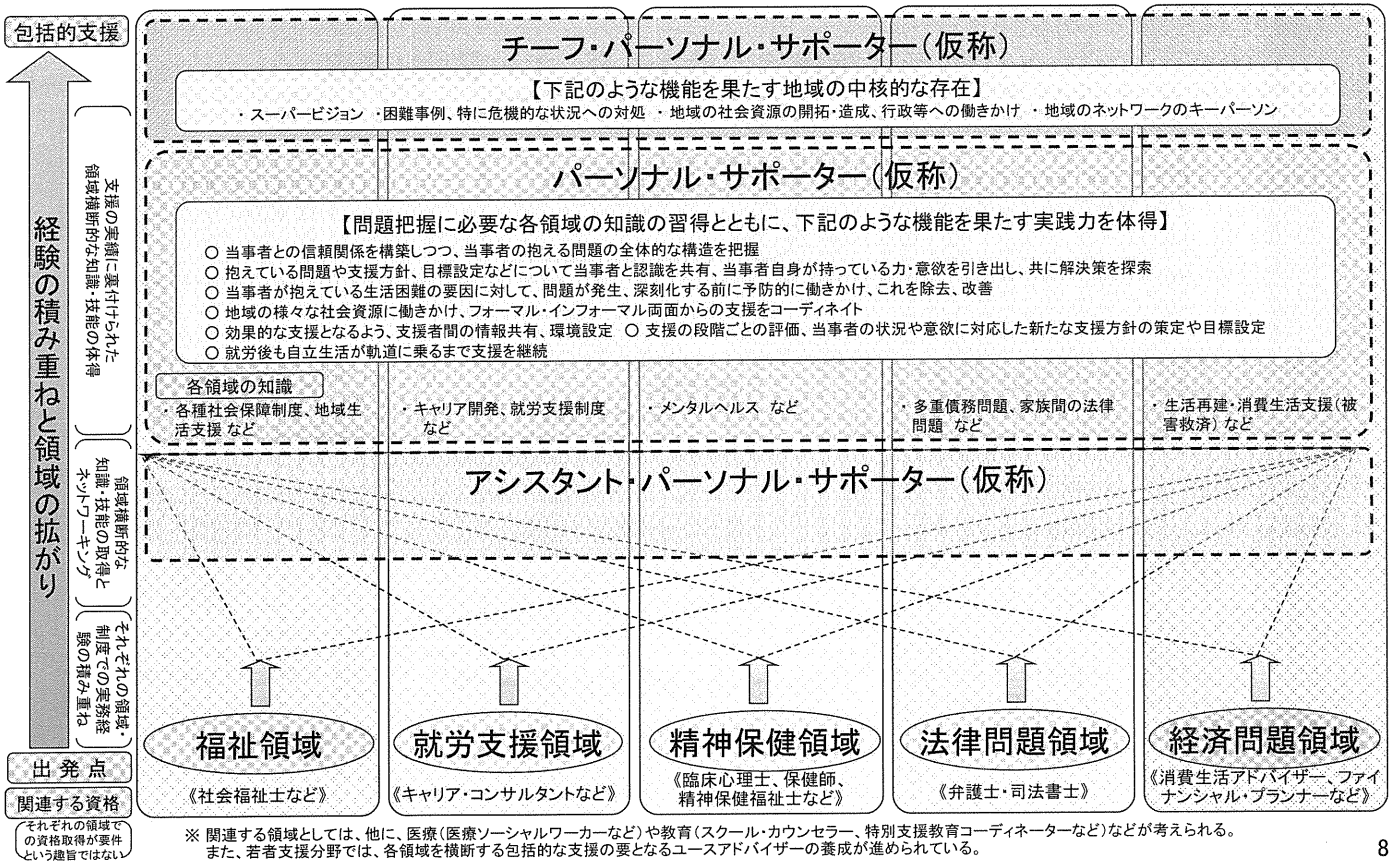 包括的支援
チーフ・パーソナル・サポーター(仮称)
【下記のような機能を果たす地域の中核的な存在】
・スーパービジョン ・困難事例、特に危機的な状況への対処 ・地域の社会資源の開拓・造成、行政等への働きかけ ・地域のネットワークのキーパーソン
経験の積み重ねと領域の拡がり
支援の実績に裏付けられた
領域横断的な知識・技能の体得
パーソナル・サポーター(仮称)
【問題把握に必要な各領域の知識の習得とともに、下記のような機能を果たす実践力を体得】
○ 当事者との信頼関係を構築しつつ、当事者の抱える問題の全体的な構造を把握
○ 抱えている問題や支援方針、目標設定などについて当事者と認識を共有、当事者自身が持っている力・意欲を引き出し、共に解決策を探索
○ 当事者が抱えている生活困難の要因に対して、問題が発生、深刻化する前に予防的に働きかけ、これを除去、改善
○ 地域の様々な社会資源に働きかけ、フォーマル・インフォーマル両面からの支援をコーディネイト
○ 効果的な支援となるよう、支援者間の情報共有、環境設定 ○ 支援の段階ごとの評価、当事者の状況や意欲に対応した新たな支援方針の策定や目標設定
○ 就労後も自立生活が軌道に乗るまで支援を継続
各領域の知識
・各種社会保障制度、地域生
活支援 など
・キャリア開発、就労支援制度
など
・メンタルヘルス など
・多重債務問題、家族間の法律
問題 など
・生活再建・消費生活支援(被
害救済) など
領域横断的な
知識・技能の取得と
ネットワーキング
アシスタント・パーソナル・サポーター(仮称)
それぞれの領域・
制度での実務経
験の積み重ね
出発点
福祉領域
就労支援領域
精神保健領域
法律問題領域
経済問題領域
関連する資格
《社会福祉士など》
《キャリア・コンサルタントなど》
《臨床心理士、保健師、
精神保健福祉士など》
《弁護士・司法書士》
《消費生活アドバイザー、ファイ
ナンシャル・プランナーなど》
それぞれの領域で
の資格取得が要件
という趣旨ではない
※ 関連する領域としては、他に、医療(医療ソーシャルワーカーなど)や教育(スクール・カウンセラー、特別支援教育コーディネーターなど)などが考えられる。
また、若者支援分野では、各領域を横断する包括的な支援の要となるユースアドバイザーの養成が進められている。
8